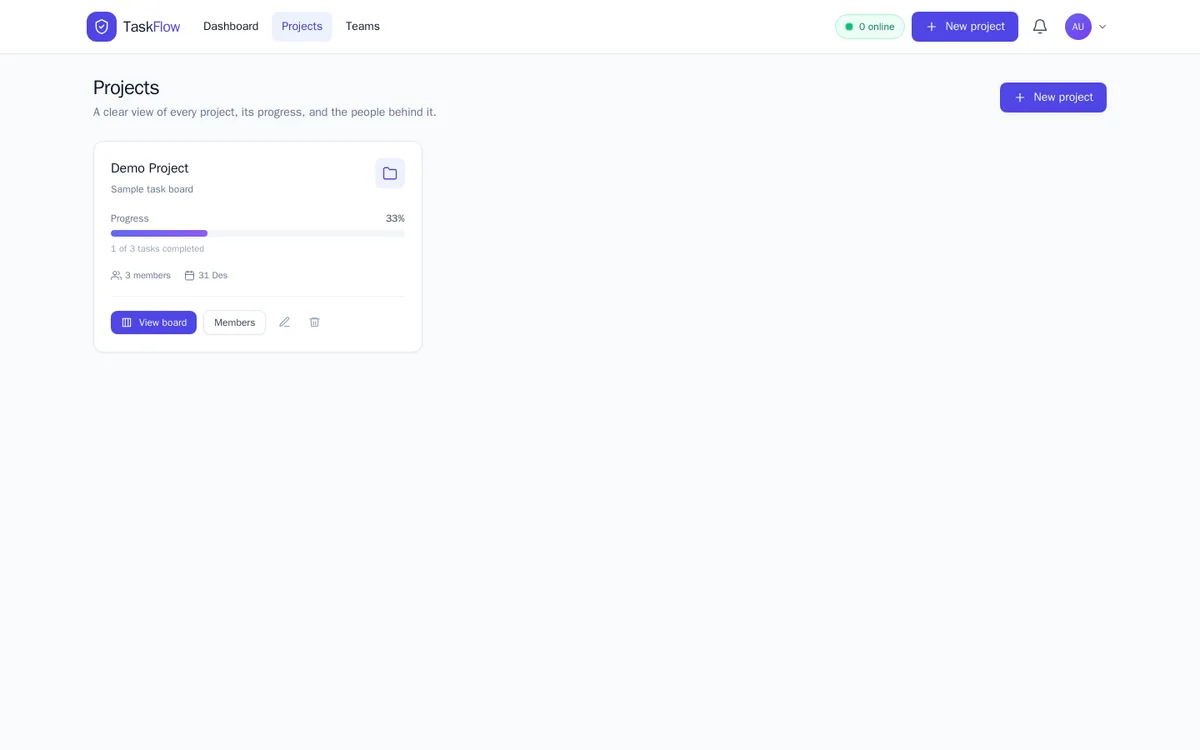 TaskFlow Dashboard Projects Teams 0 online New project AU
Projects
A clear view of every project, its progress, and the people behind it.
New project
Demo Project
Sample task board
Progress 33%
1 of 3 tasks completed
3 members 31 Des
View board Members